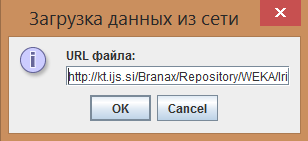 Загрузка данных из сети
URL файла:
http://kt.ijs.si/Branax/Repository/WEKA/Iri
OK Cancel